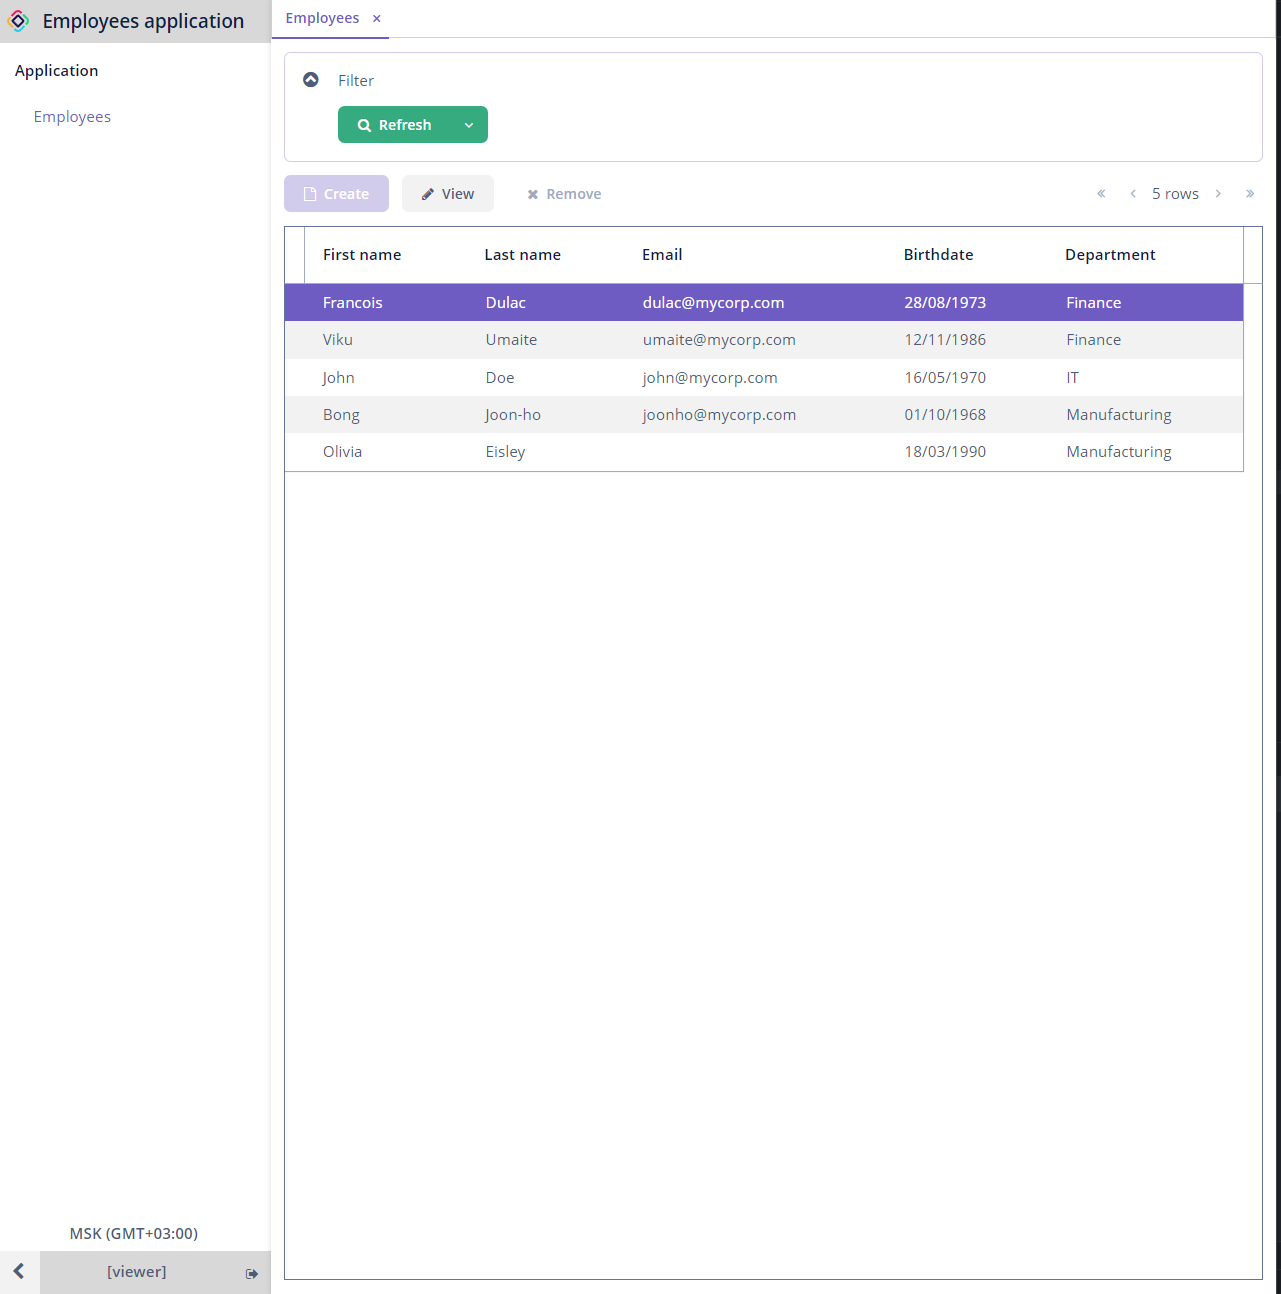 Employees application
Application
Employees
MSK (GMT+03:00)
[viewer]
Employees ×
Filter
Refresh
Create View Remove « ‹ 5 rows › »
First name Last name Email Birthdate Department
Francois Dulac dulac@mycorp.com 28/08/1973 Finance
Viku Umaite umaite@mycorp.com 12/11/1986 Finance
John Doe john@mycorp.com 16/05/1970 IT
Bong Joon-ho joonho@mycorp.com 01/10/1968 Manufacturing
Olivia Eisley 18/03/1990 Manufacturing